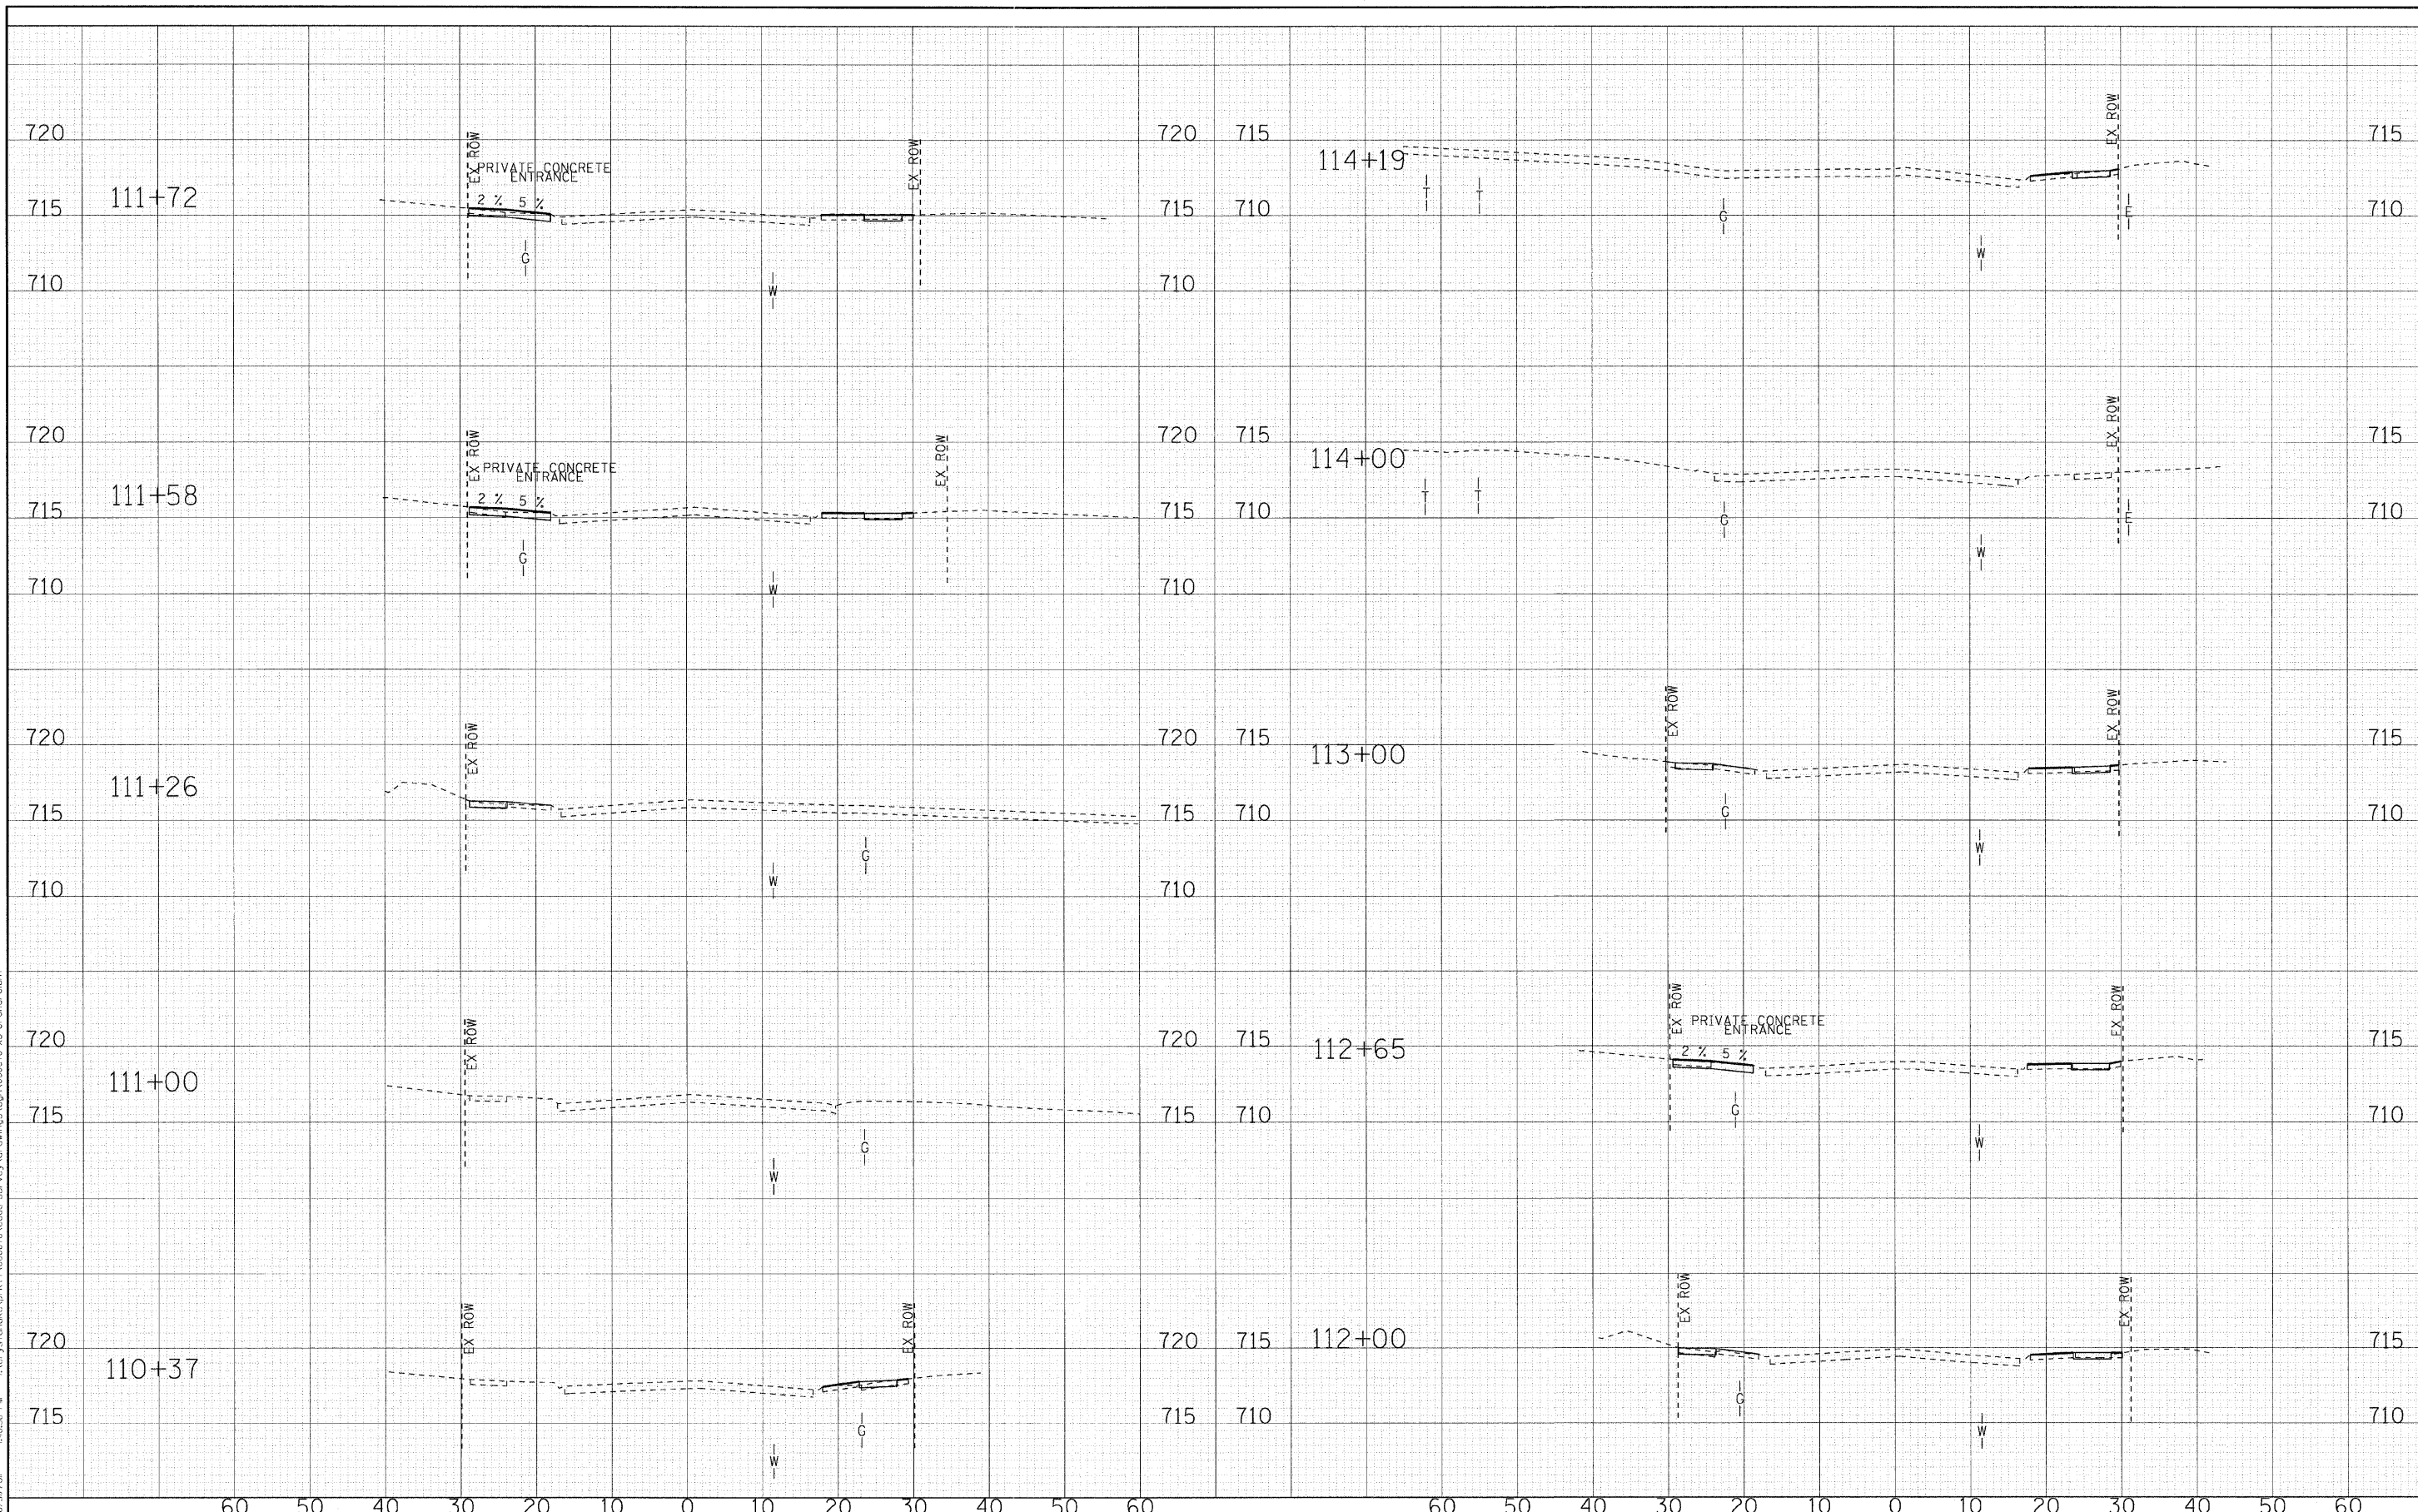 720 EX ROW PRIVATE CONCRETE ENTRANCE EX ROW 720
111+72
715 2 % 5 % 715
G
710 W 710
720 EX ROW PRIVATE CONCRETE ENTRANCE EX ROW 720
111+58
715 2 % 5 % 715
G
710 W 710
720 EX ROW 720
111+26
715 715
G
710 W 710
720 EX ROW 720
111+00
715 715
G
W
720 EX ROW EX ROW 720
110+37
715 715
G
W
60 50 40 30 20 10 0 10 20 30 40 50 60
715 EX ROW 715
114+19
T T
710 G E 710
W
715 EX ROW 715
114+00
T T
710 G E 710
W
715 113+00 EX ROW EX ROW 715
710 G 710
W
EX ROW PRIVATE CONCRETE ENTRANCE EX ROW
715 112+65 2 % 5 % 715
710 G 710
W
EX ROW EX ROW
715 112+00 715
G
710 W 710
60 50 40 30 20 10 0 10 20 30 40 50 60